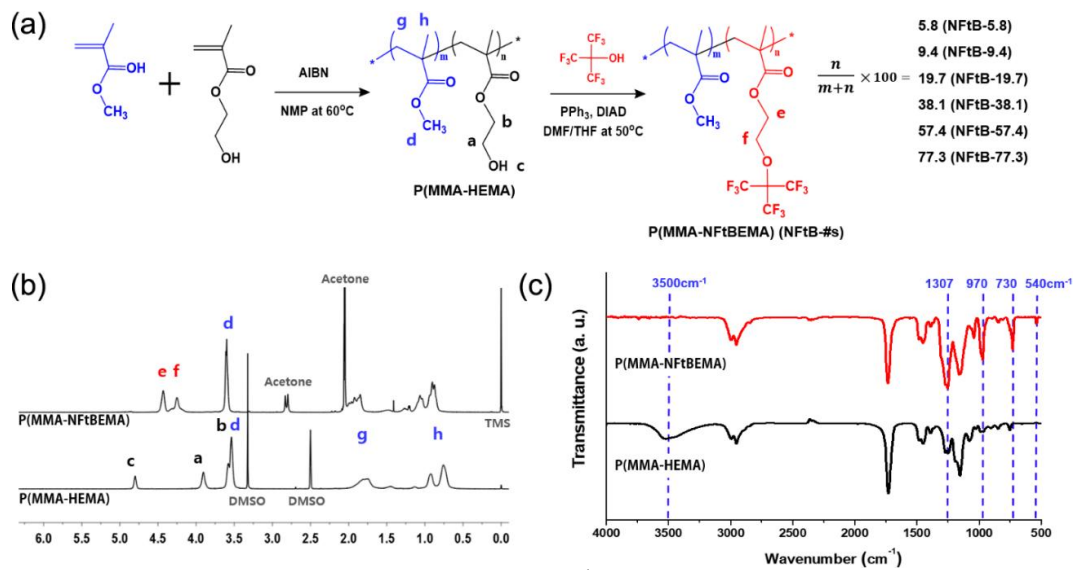 (a)
OH
O
CH3
O
O
OH
AIBN
NMP at 60°C
g h
* m n *
O O
O O
CH3
d
b
a
OH c
P(MMA-HEMA)
CF3
F3C OH
CF3
PPh3, DIAD
DMF/THF at 50°C
* m n *
O O
O O
CH3
e
f
O
F3C CF3
F3C CF3
CF3
CF3
P(MMA-NFtBEMA) (NFtB-#s)
n/m+n × 100 =
5.8 (NFtB-5.8)
9.4 (NFtB-9.4)
19.7 (NFtB-19.7)
38.1 (NFtB-38.1)
57.4 (NFtB-57.4)
77.3 (NFtB-77.3)
(b)
Acetone
d
e f
Acetone
P(MMA-NFtBEMA)
TMS
b d
g h
c a
P(MMA-HEMA)
DMSO DMSO
6.0 5.5 5.0 4.5 4.0 3.5 3.0 2.5 2.0 1.5 1.0 0.5 0.0
(c)
3500cm-1 1307 970 730 540cm-1
P(MMA-NFtBEMA)
P(MMA-HEMA)
Transmittance (a. u.)
4000 3500 3000 2500 2000 1500 1000 500
Wavenumber (cm-1)